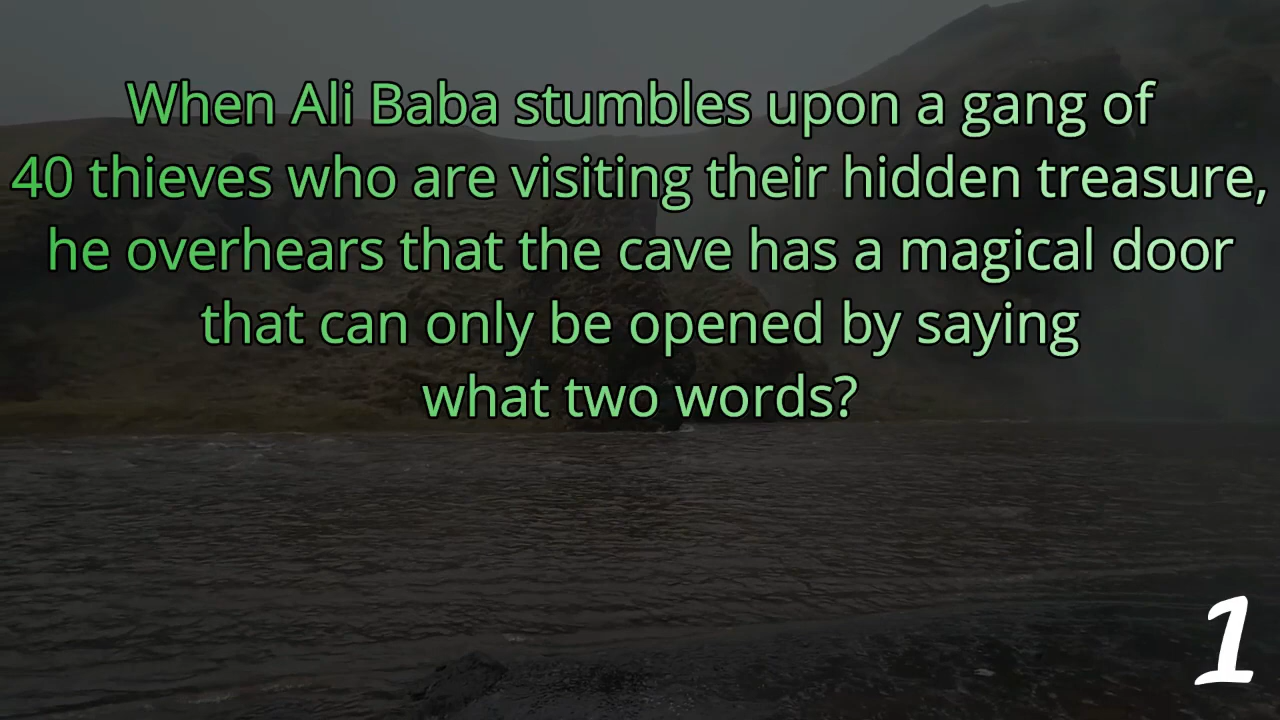 When Ali Baba stumbles upon a gang of
40 thieves who are visiting their hidden treasure,
he overhears that the cave has a magical door
that can only be opened by saying
what two words?
1